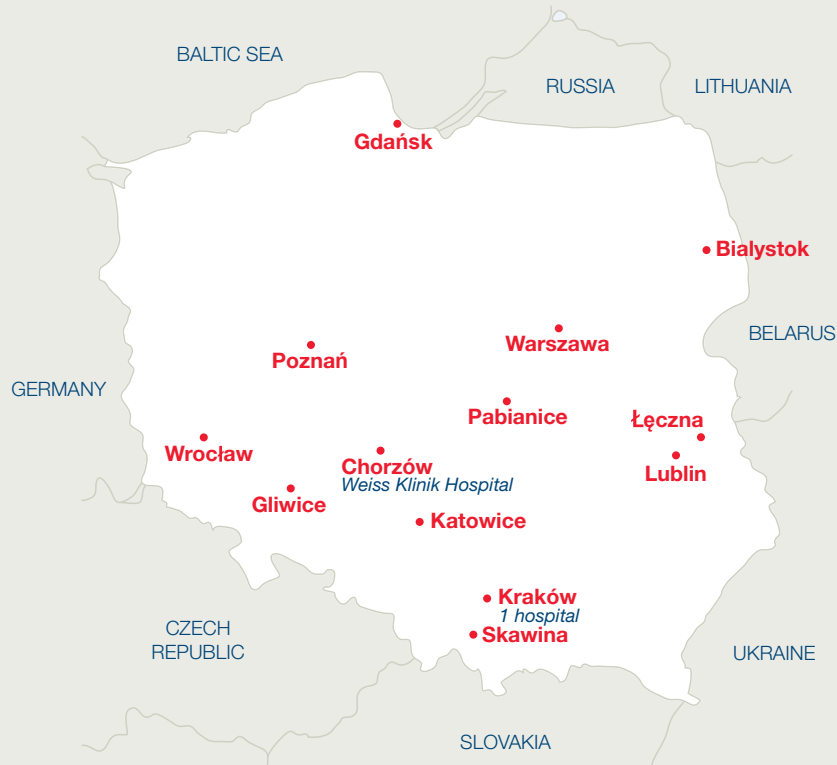 BALTIC SEA
RUSSIA
LITHUANIA
Gdańsk
Bialystok
BELARUS
Warszawa
Poznań
GERMANY
Pabianice
Łęczna
Wrocław
Chorzów
Weiss Klinik Hospital
Lublin
Gliwice
Katowice
Kraków
1 hospital
Skawina
CZECH
REPUBLIC
UKRAINE
SLOVAKIA